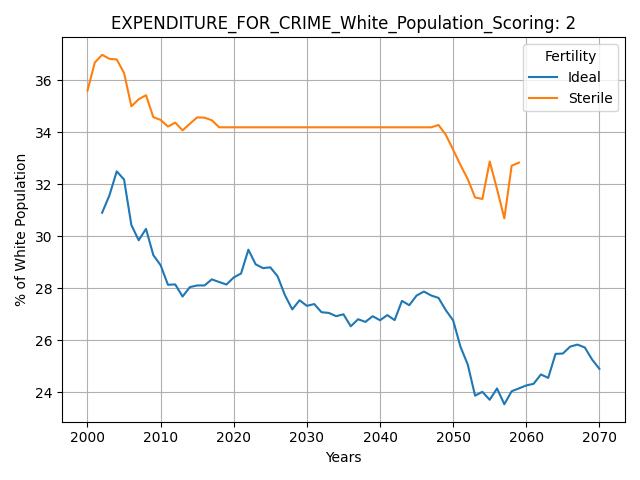 EXPENDITURE_FOR_CRIME_White_Population_Scoring: 2
Fertility
Ideal
Sterile
% of White Population
36
34
32
30
28
26
24
2000 2010 2020 2030 2040 2050 2060 2070
Years